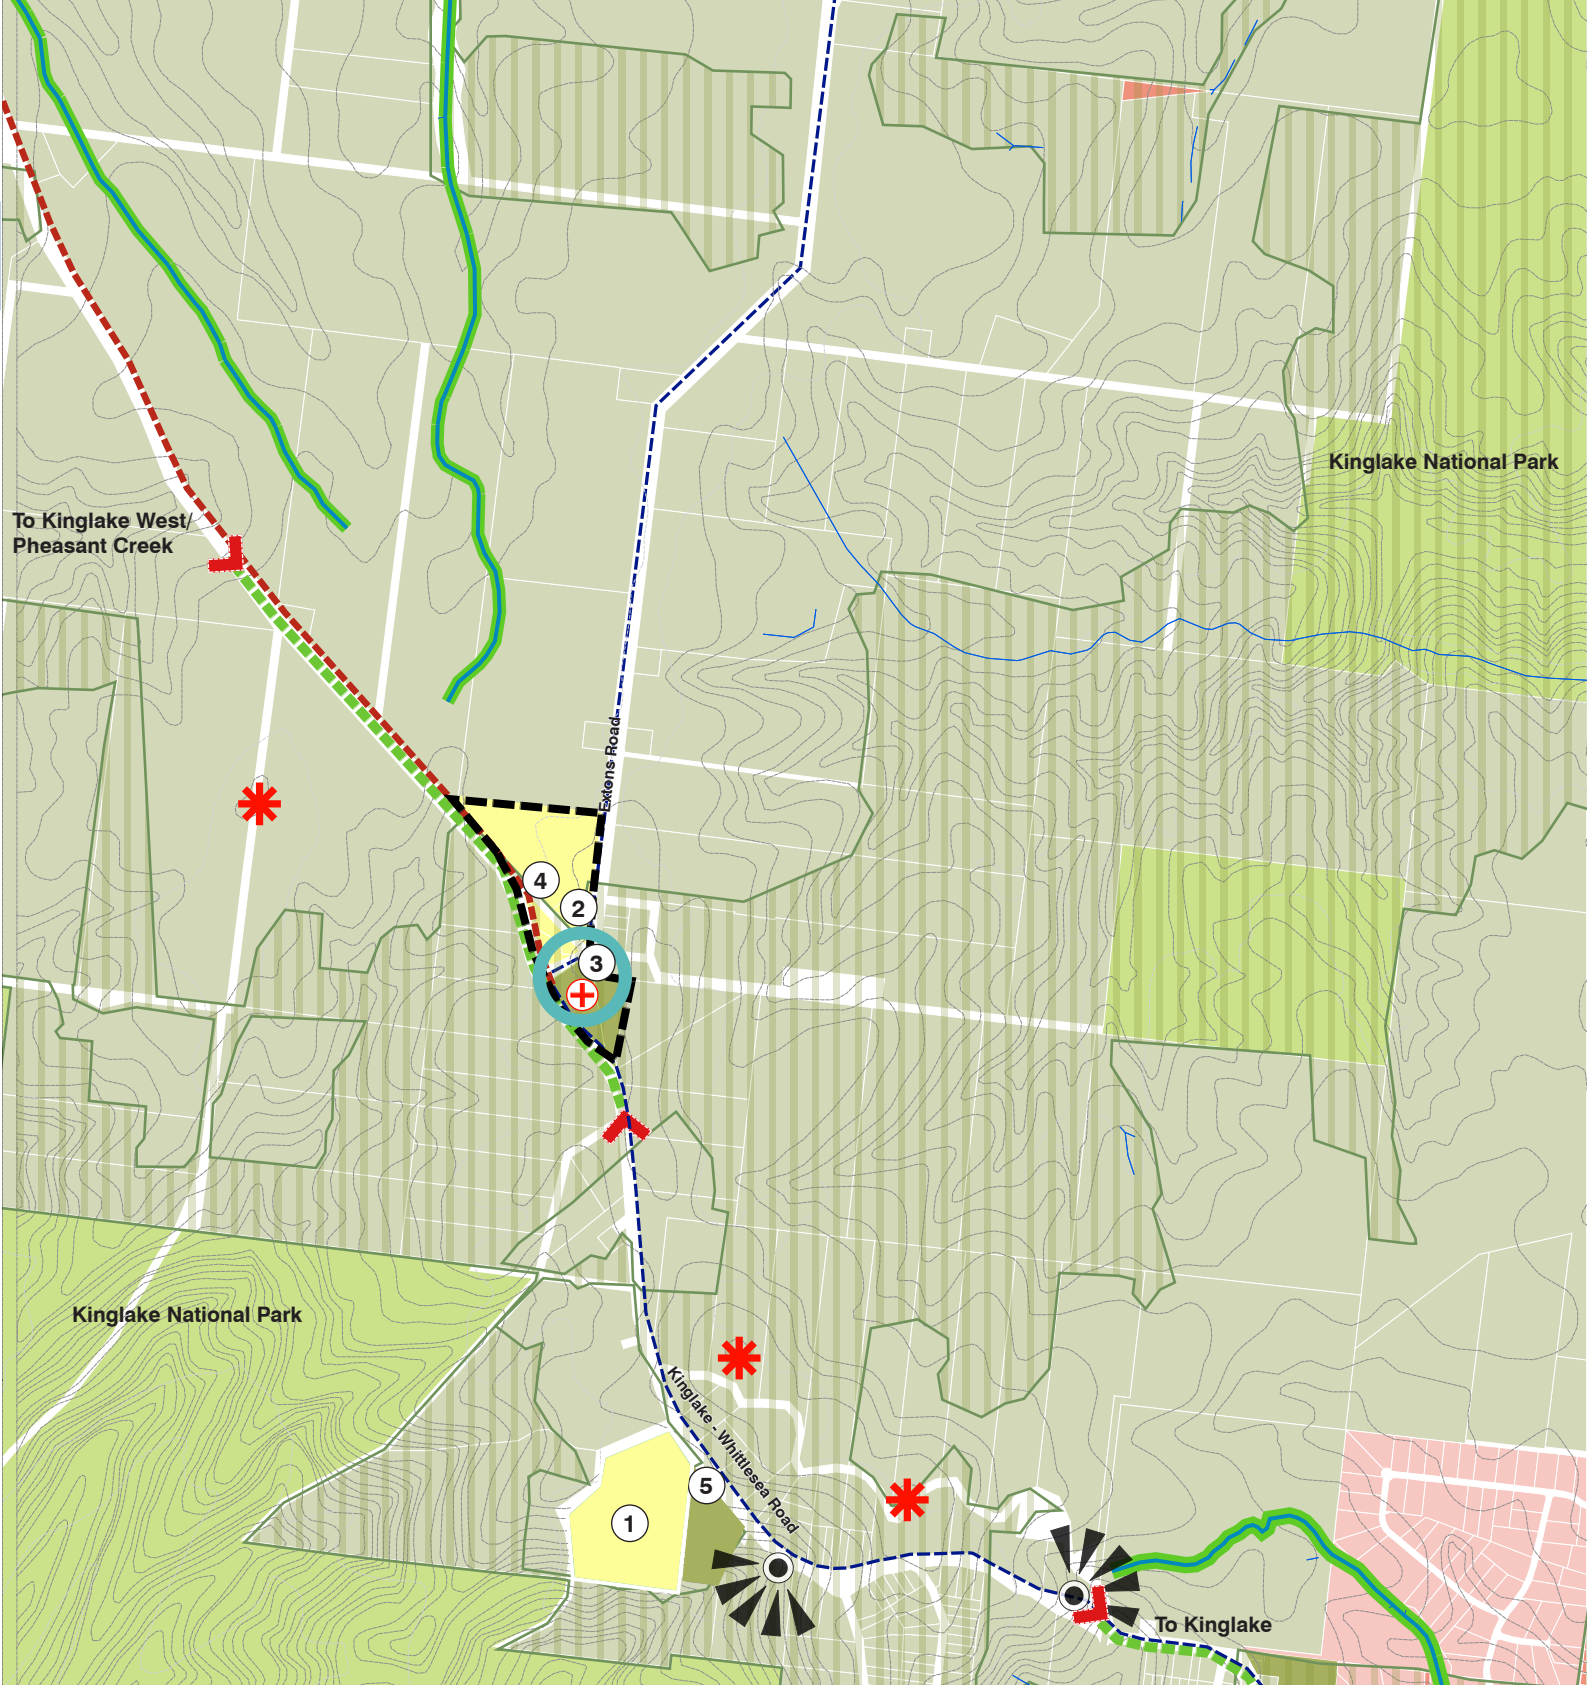 Kinglake National Park
To Kinglake West/
Pheasant Creek
Extons Road
4
2
3
Kinglake National Park
Kinglake - Whittlesea Road
5
1
To Kinglake